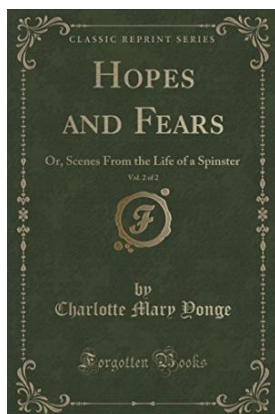 CLASSIC REPRINT SERIES
HOPES
AND FEARS
Or, Scenes From the Life of a Spinster
Vol. 2 of 2
F
by
Charlotte Mary Yonge
Forgotten Books